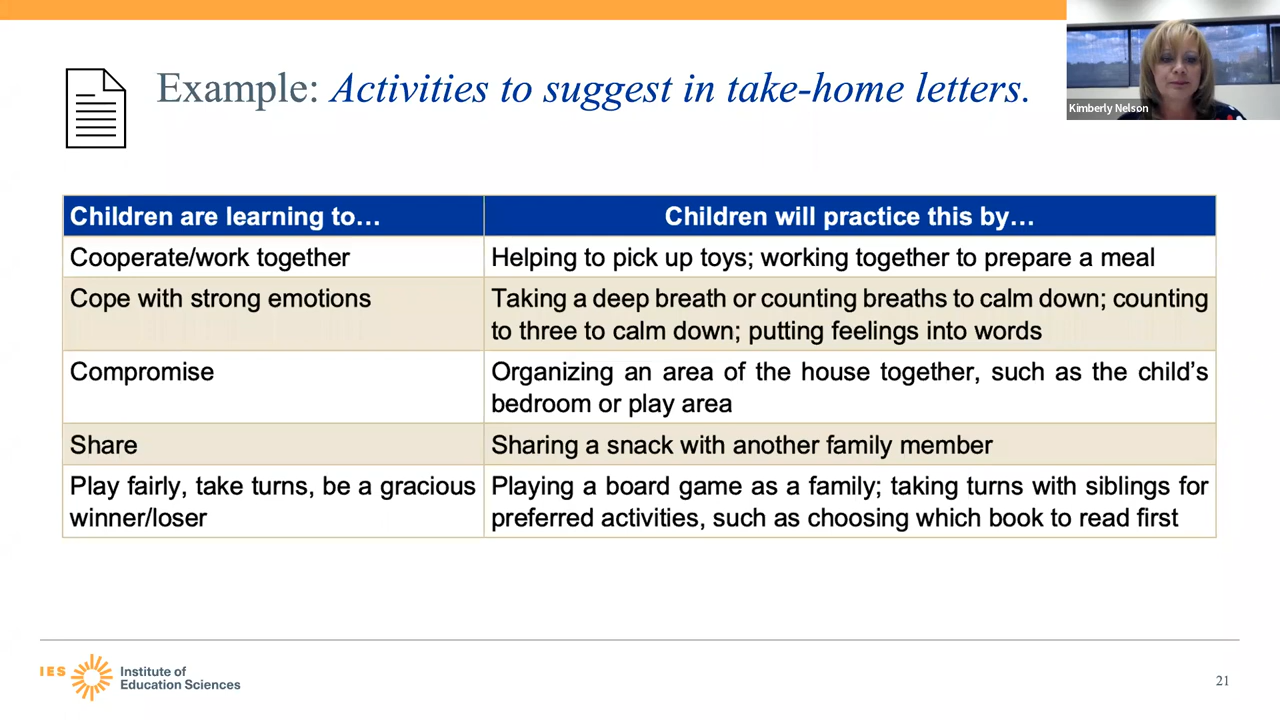 Example: Activities to suggest in take-home letters.
Kimberly Nelson
Children are learning to…
Children will practice this by…
Cooperate/work together
Helping to pick up toys; working together to prepare a meal
Cope with strong emotions
Taking a deep breath or counting breaths to calm down; counting
to three to calm down; putting feelings into words
Compromise
Organizing an area of the house together, such as the child's
bedroom or play area
Share
Sharing a snack with another family member
Play fairly, take turns, be a gracious
winner/loser
Playing a board game as a family; taking turns with siblings for
preferred activities, such as choosing which book to read first
IES
Institute of
Education Sciences
21